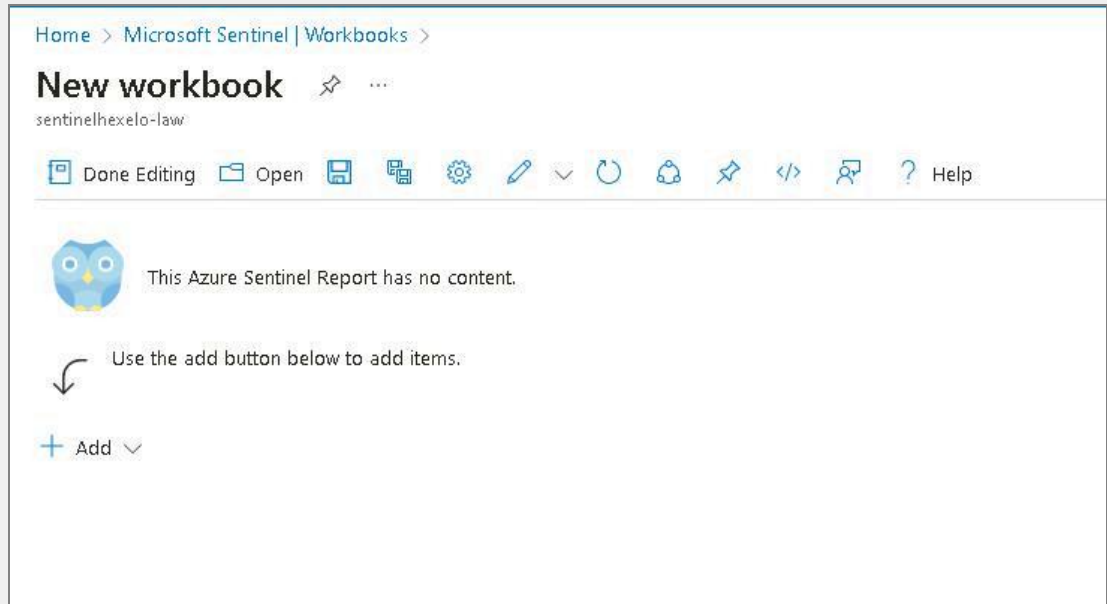 Home > Microsoft Sentinel | Workbooks >
New workbook ...
sentinelhexelo-law
Done Editing Open </> ? Help
This Azure Sentinel Report has no content.
Use the add button below to add items.
+ Add